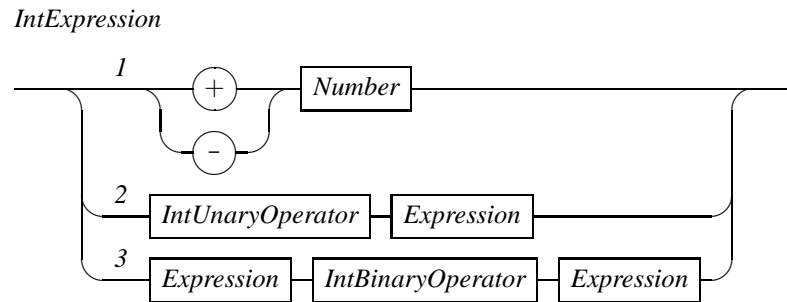 IntExpression
1 + Number
-
2 IntUnaryOperator Expression
3 Expression IntBinaryOperator Expression